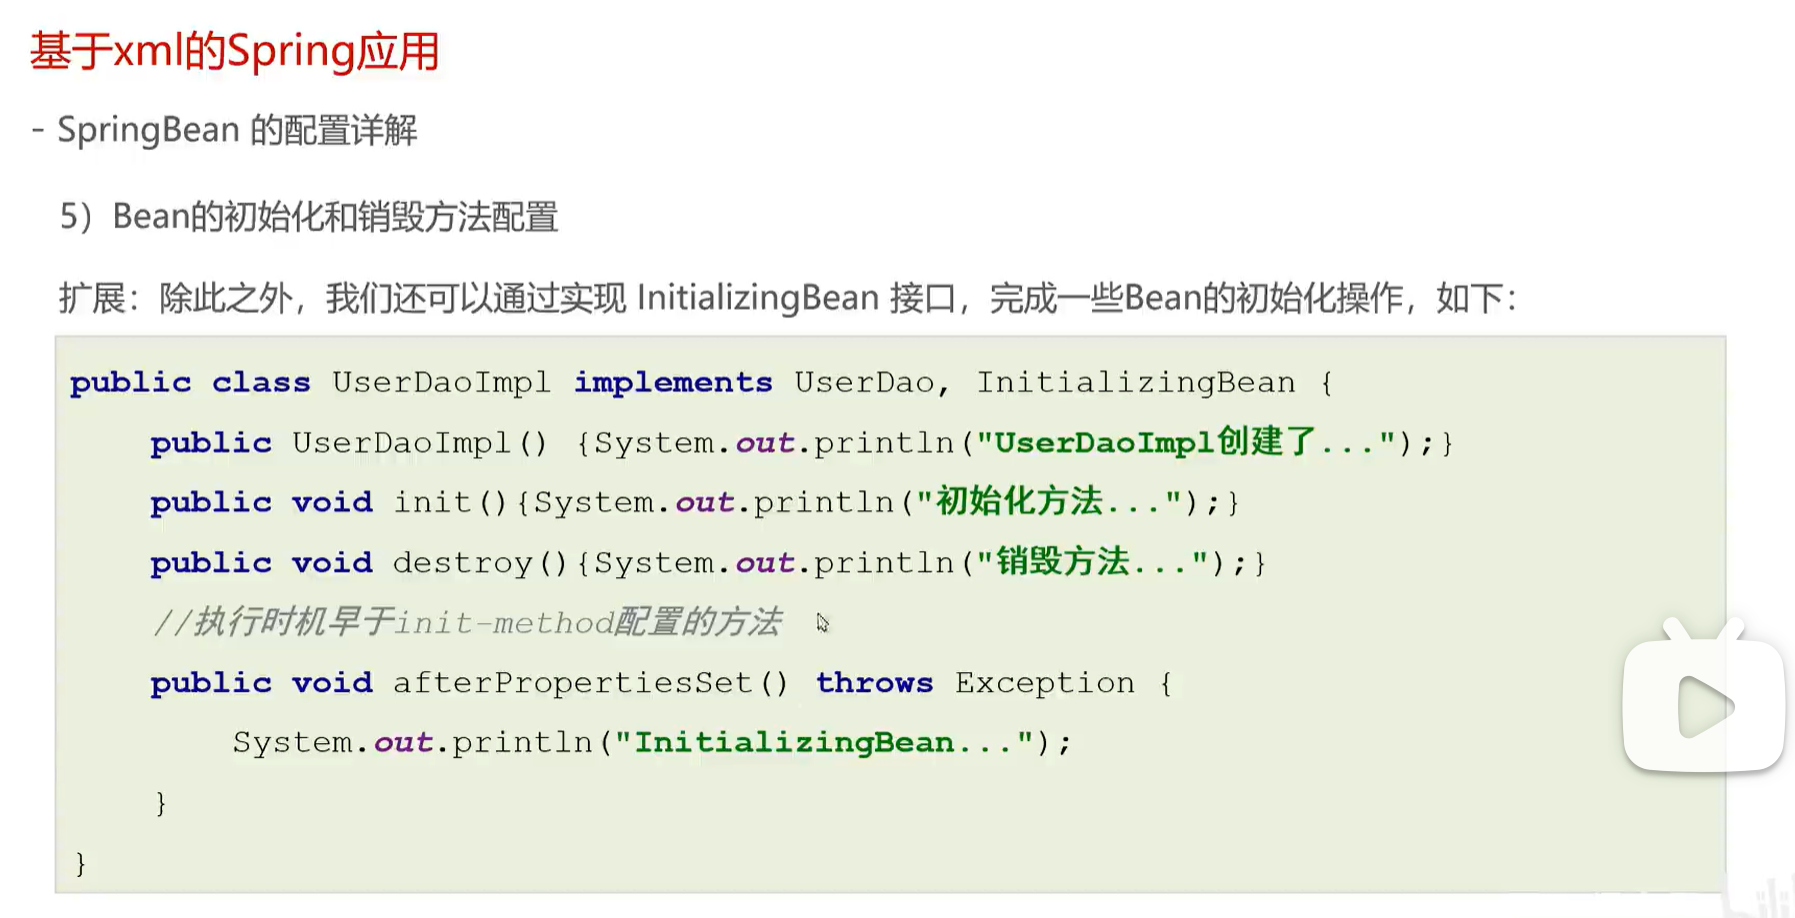 基于xml的Spring应用
- SpringBean 的配置详解
5）Bean的初始化和销毁方法配置
扩展：除此之外，我们还可以通过实现 InitializingBean 接口，完成一些Bean的初始化操作，如下：
public class UserDaoImpl implements UserDao, InitializingBean {
public UserDaoImpl() {System.out.println("UserDaoImpl创建了...");}
public void init(){System.out.println("初始化方法...");}
public void destroy(){System.out.println("销毁方法...");}
//执行时机早于init-method配置的方法
public void afterPropertiesSet() throws Exception {
System.out.println("InitializingBean...");
}
}